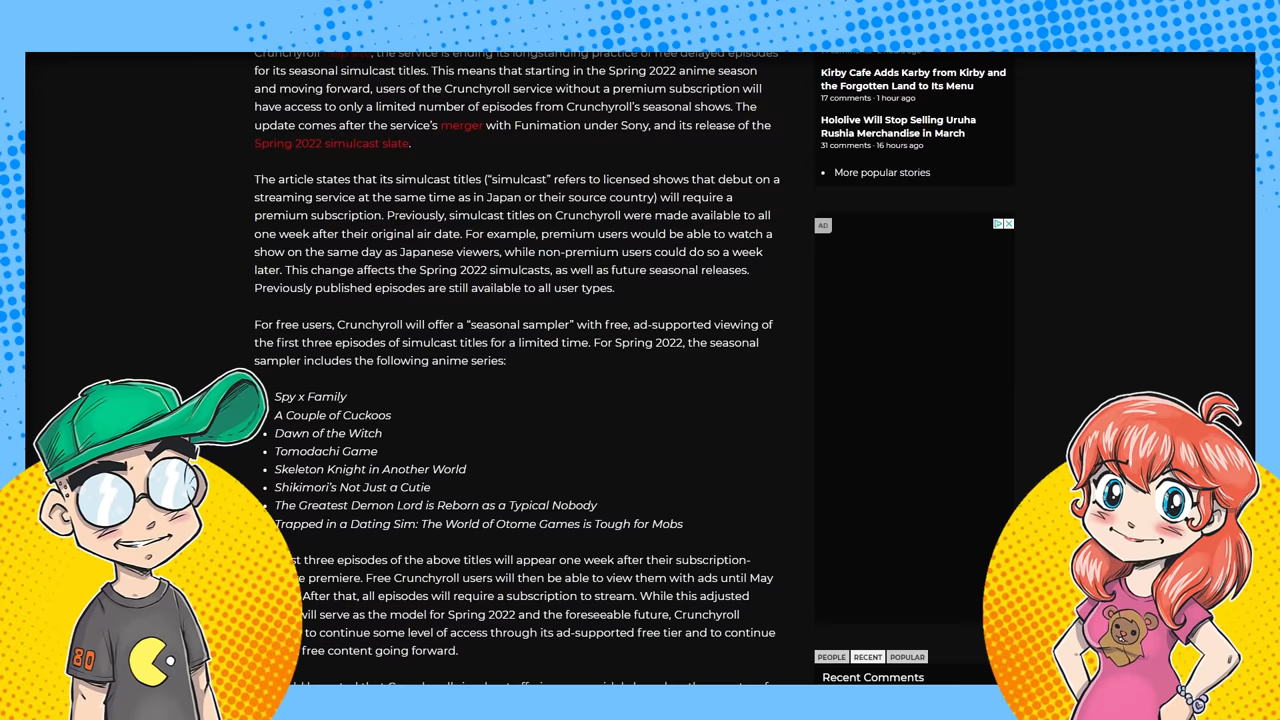 Crunchyroll
, the service is ending its longstanding practice of free delayed episodes
for its seasonal simulcast titles. This means that starting in the Spring 2022 anime season
and moving forward, users of the Crunchyroll service without a premium subscription will
have access to only a limited number of episodes from Crunchyroll's seasonal shows. The
update comes after the service's merger with Funimation under Sony, and its release of the
Spring 2022 simulcast slate.
The article states that its simulcast titles ("simulcast" refers to licensed shows that debut on a
streaming service at the same time as in Japan or their source country) will require a
premium subscription. Previously, simulcast titles on Crunchyroll were made available to all
one week after their original air date. For example, premium users would be able to watch a
show on the same day as Japanese viewers, while non-premium users could do so a week
later. This change affects the Spring 2022 simulcasts, as well as future seasonal releases.
Previously published episodes are still available to all user types.
For free users, Crunchyroll will offer a "seasonal sampler" with free, ad-supported viewing of
the first three episodes of simulcast titles for a limited time. For Spring 2022, the seasonal
sampler includes the following anime series:
Spy x Family
A Couple of Cuckoos
• Dawn of the Witch
• Tomodachi Game
• Skeleton Knight in Another World
• Shikimori's Not Just a Cutie
• The Greatest Demon Lord is Reborn as a Typical Nobody
Trapped in a Dating Sim: The World of Otome Games is Tough for Mobs
st three episodes of the above titles will appear one week after their subscription-
e premiere. Free Crunchyroll users will then be able to view them with ads until May
After that, all episodes will require a subscription to stream. While this adjusted
will serve as the model for Spring 2022 and the foreseeable future, Crunchyroll
to continue some level of access through its ad-supported free tier and to continue
free content going forward.
Kirby Cafe Adds Karby from Kirby and
the Forgotten Land to Its Menu
17 comments · 1 hour ago
Hololive Will Stop Selling Uruha
Rushia Merchandise in March
31 comments · 16 hours ago
• More popular stories
AD
PEOPLE RECENT POPULAR
Recent Comments
80